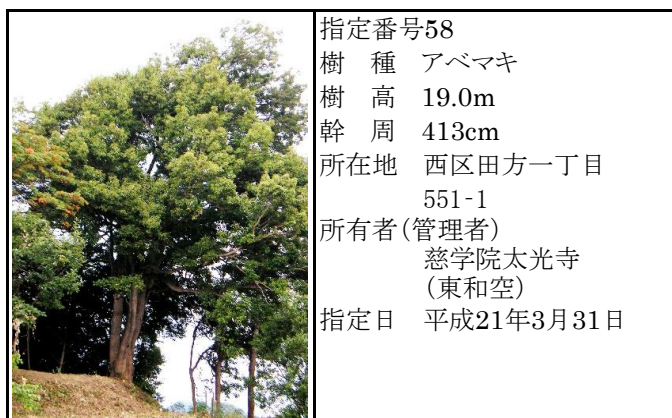 指定番号58
樹　種　アベマキ
樹　高　19.0m
幹　周　413cm
所在地　西区田方一丁目
551-1
所有者(管理者)
慈学院太光寺
(東和空)
指定日　平成21年3月31日